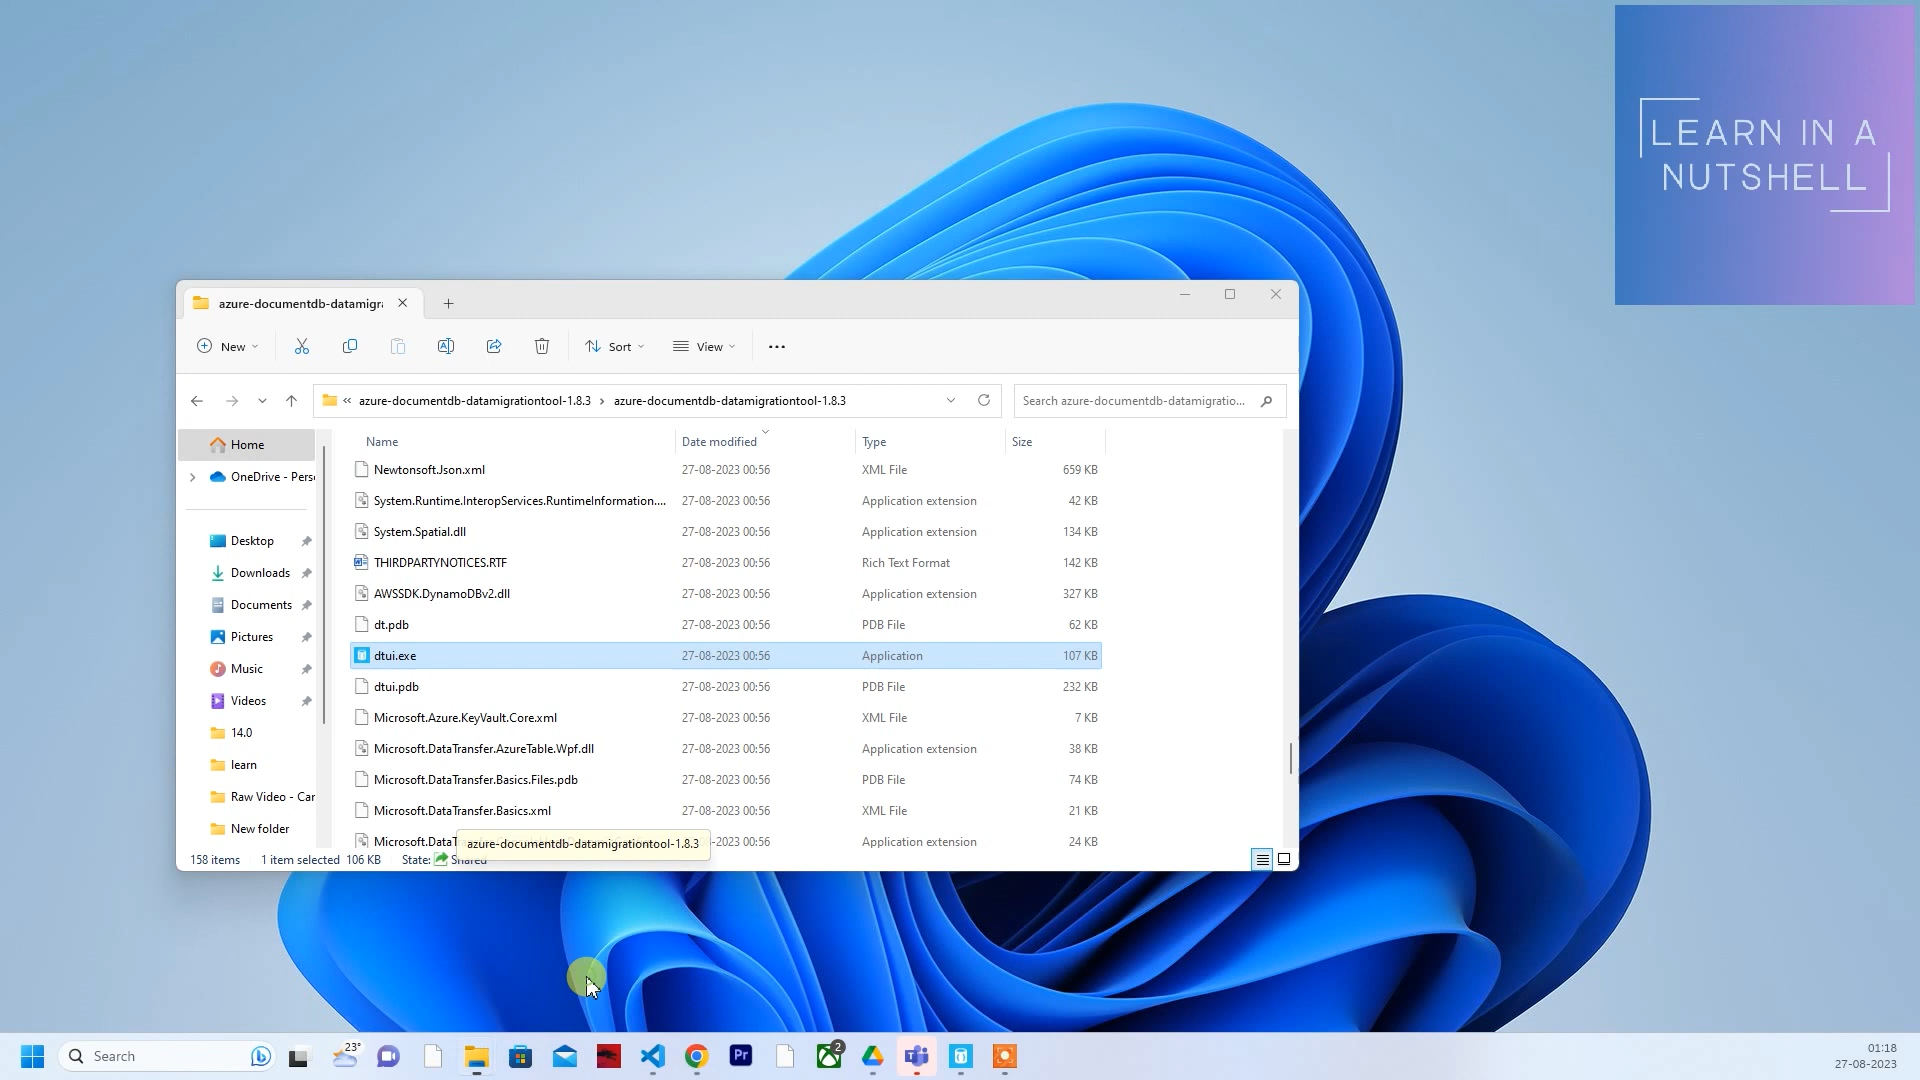 LEARN IN A
NUTSHELL
azure-documentdb-datamigra
New
Sort
View
azure-documentdb-datamigrationtool-1.8.3 > azure-documentdb-datamigrationtool-1.8.3
Search azure-documentdb-datamigratio...
Name Date modified Type Size
Home
OneDrive - Pers
Desktop
Downloads
Documents
Pictures
Music
Videos
14.0
learn
Raw Video - Car
New folder
Newtonsoft.Json.xml 27-08-2023 00:56 XML File 659 KB
System.Runtime.InteropServices.RuntimeInformation.... 27-08-2023 00:56 Application extension 42 KB
System.Spatial.dll 27-08-2023 00:56 Application extension 134 KB
THIRDPARTYNOTICES.RTF 27-08-2023 00:56 Rich Text Format 142 KB
AWSSDK.DynamoDBv2.dll 27-08-2023 00:56 Application extension 327 KB
dt.pdb 27-08-2023 00:56 PDB File 62 KB
dtui.exe 27-08-2023 00:56 Application 107 KB
dtui.pdb 27-08-2023 00:56 PDB File 232 KB
Microsoft.Azure.KeyVault.Core.xml 27-08-2023 00:56 XML File 7 KB
Microsoft.DataTransfer.AzureTable.Wpf.dll 27-08-2023 00:56 Application extension 38 KB
Microsoft.DataTransfer.Basics.Files.pdb 27-08-2023 00:56 PDB File 74 KB
Microsoft.DataTransfer.Basics.xml 27-08-2023 00:56 XML File 21 KB
Microsoft.DataT 8-2023 00:56 Application extension 24 KB
azure-documentdb-datamigrationtool-1.8.3
158 items 1 item selected 106 KB State: Shared
Search
23°
Pr
2
01:18
27-08-2023